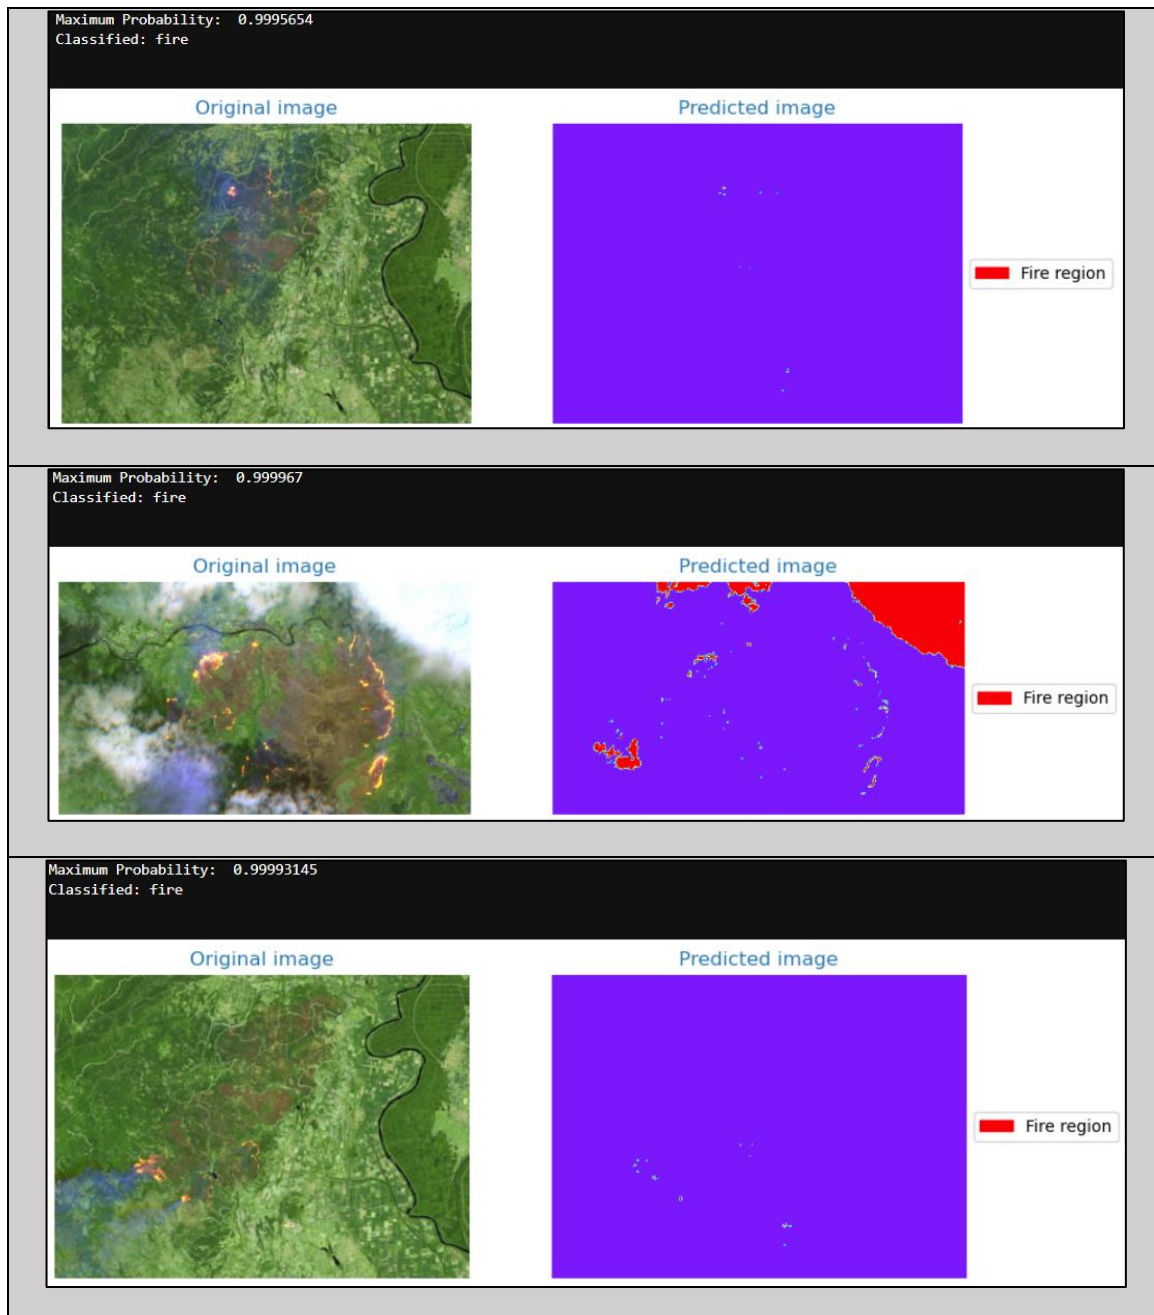 Maximum Probability:  0.9995654
Classified: fire
Original image
Predicted image
Fire region
Maximum Probability:  0.999967
Classified: fire
Original image
Predicted image
Fire region
Maximum Probability:  0.99993145
Classified: fire
Original image
Predicted image
Fire region